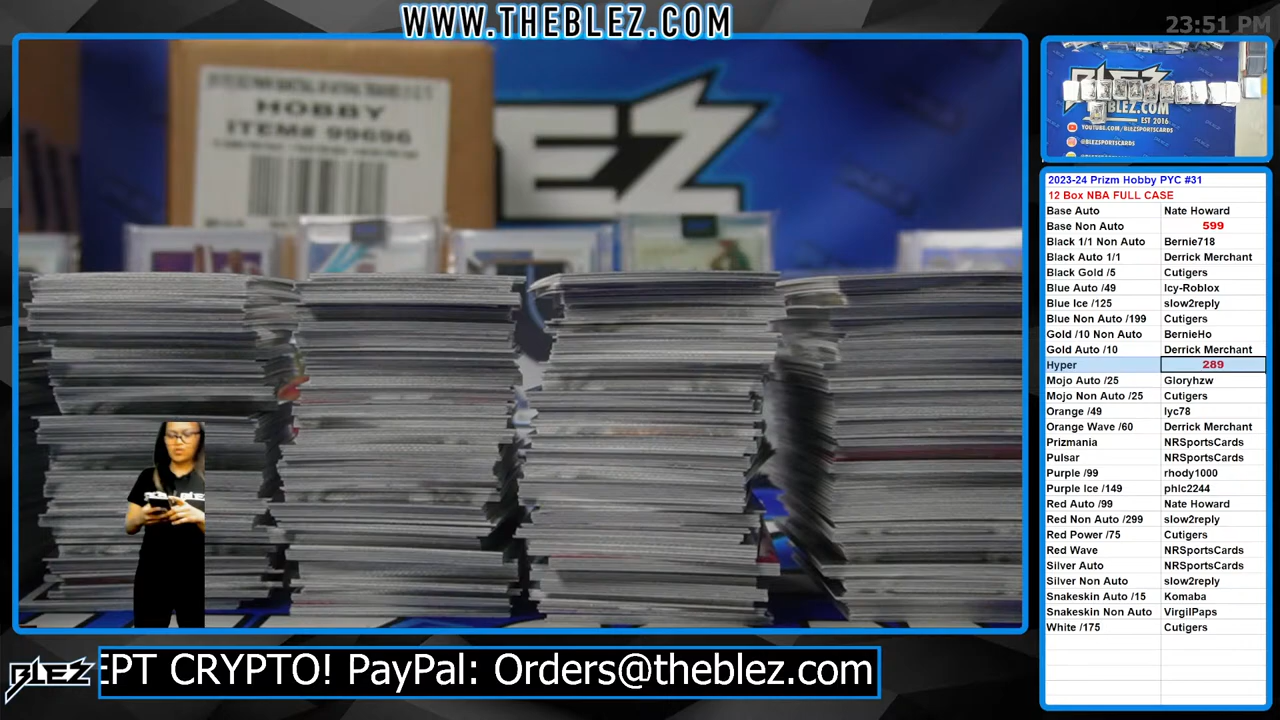 WWW.THEBLEZ.COM
23:51 PM
HOBBY
ITEM# 99696
EZ
BLEZ
BLEZ.COM
EST 2016
YOUTUBE.COM/BLEZSPORTSCARDS
@BLEZSPORTSCARDS
2023-24 Prizm Hobby PYC #31
12 Box NBA FULL CASE
Base Auto Nate Howard
Base Non Auto 599
Black 1/1 Non Auto Bernie718
Black Auto 1/1 Derrick Merchant
Black Gold /5 Cutigers
Blue Auto /49 Icy-Roblox
Blue Ice /125 slow2reply
Blue Non Auto /199 Cutigers
Gold /10 Non Auto BernieHo
Gold Auto /10 Derrick Merchant
Hyper 289
Mojo Auto /25 Gloryhzw
Mojo Non Auto /25 Cutigers
Orange /49 lyc78
Orange Wave /60 Derrick Merchant
Prizmania NRSportsCards
Pulsar NRSportsCards
Purple /99 rhody1000
Purple Ice /149 phlc2244
Red Auto /99 Nate Howard
Red Non Auto /299 slow2reply
Red Power /75 Cutigers
Red Wave NRSportsCards
Silver Auto NRSportsCards
Silver Non Auto slow2reply
Snakeskin Auto /15 Komaba
Snakeskin Non Auto VirgilPaps
White /175 Cutigers
BLEZ
EPT CRYPTO! PayPal: Orders@theblez.com